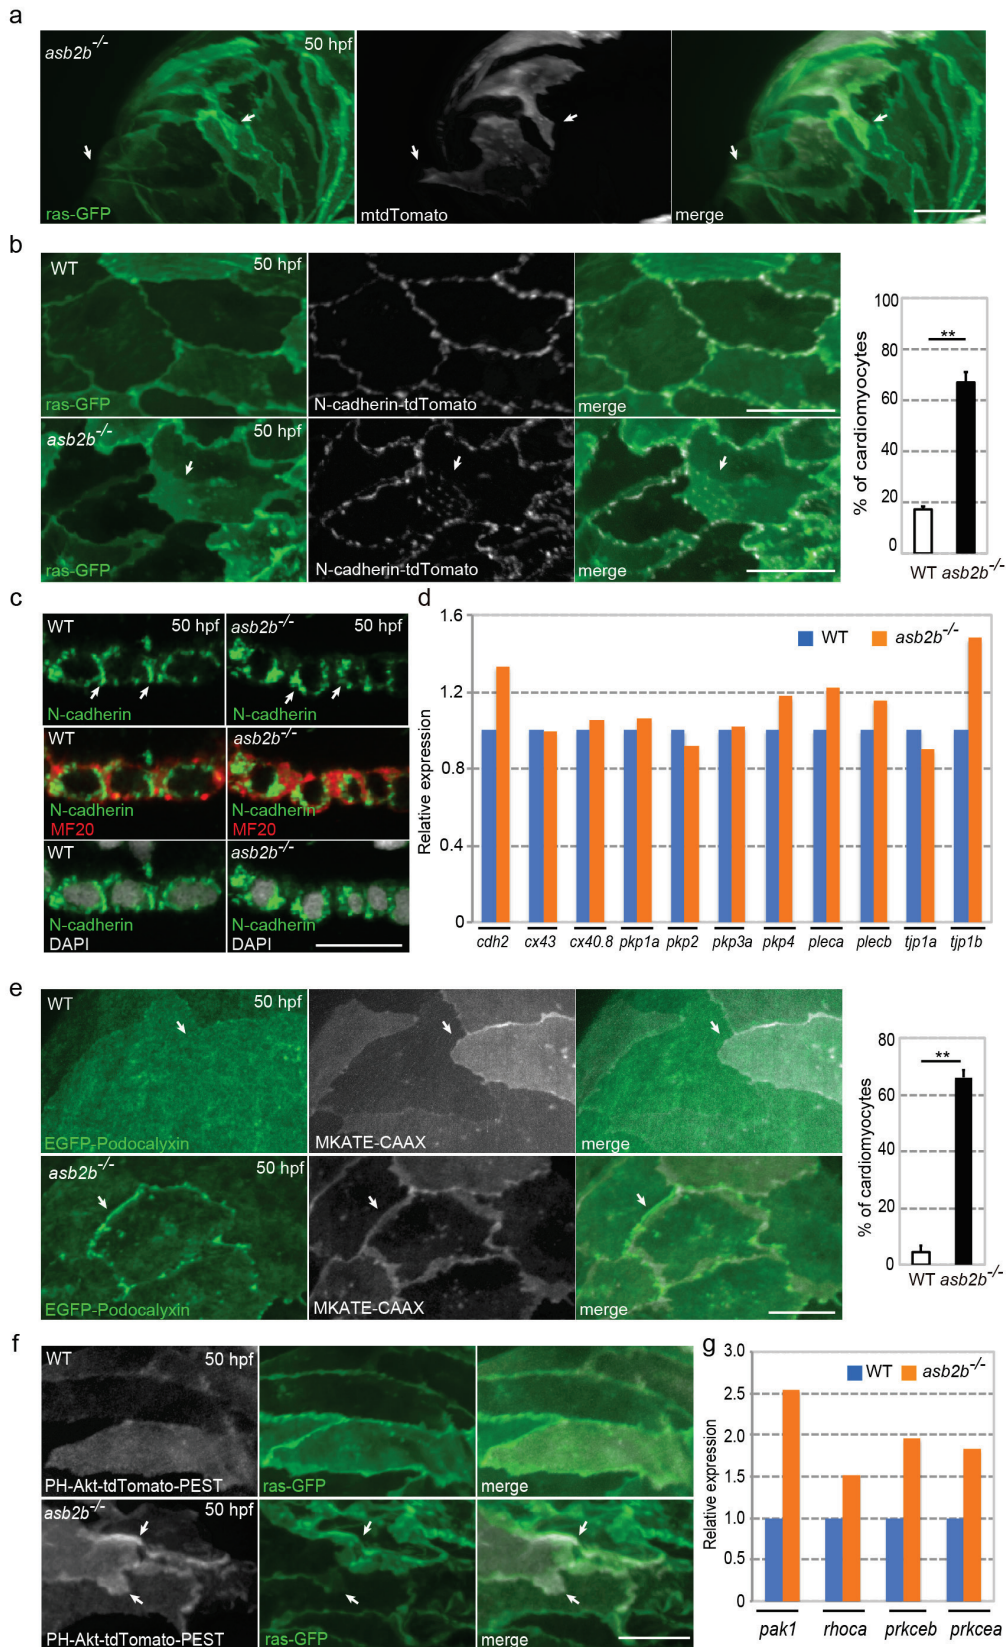 a
asb2b-/-
50 hpf
ras-GFP
mtdTomato
merge
b
WT
50 hpf
ras-GFP
N-cadherin-tdTomato
merge
asb2b-/-
50 hpf
ras-GFP
N-cadherin-tdTomato
merge
% of cardiomyocytes
100
80
60
40
20
0
**
WT asb2b-/-
c
WT
50 hpf
asb2b-/-
50 hpf
N-cadherin
N-cadherin
WT
asb2b-/-
N-cadherin
MF20
N-cadherin
MF20
WT
asb2b-/-
N-cadherin
DAPI
N-cadherin
DAPI
d
Relative expression
1.6
1.2
0.8
0.4
0
WT asb2b-/-
cdh2 cx43 cx40.8 pkp1a pkp2 pkp3a pkp4 pleca plecb tjp1a tjp1b
e
WT
50 hpf
EGFP-Podocalyxin
MKATE-CAAX
merge
asb2b-/-
50 hpf
EGFP-Podocalyxin
MKATE-CAAX
merge
% of cardiomyocytes
80
60
40
20
0
**
WT asb2b-/-
f
WT
50 hpf
PH-Akt-tdTomato-PEST
ras-GFP
merge
asb2b-/-
50 hpf
PH-Akt-tdTomato-PEST
ras-GFP
merge
g
Relative expression
3.0
2.5
2.0
1.5
1.0
0.5
0
WT asb2b-/-
pak1 rhoca prkceb prkcea